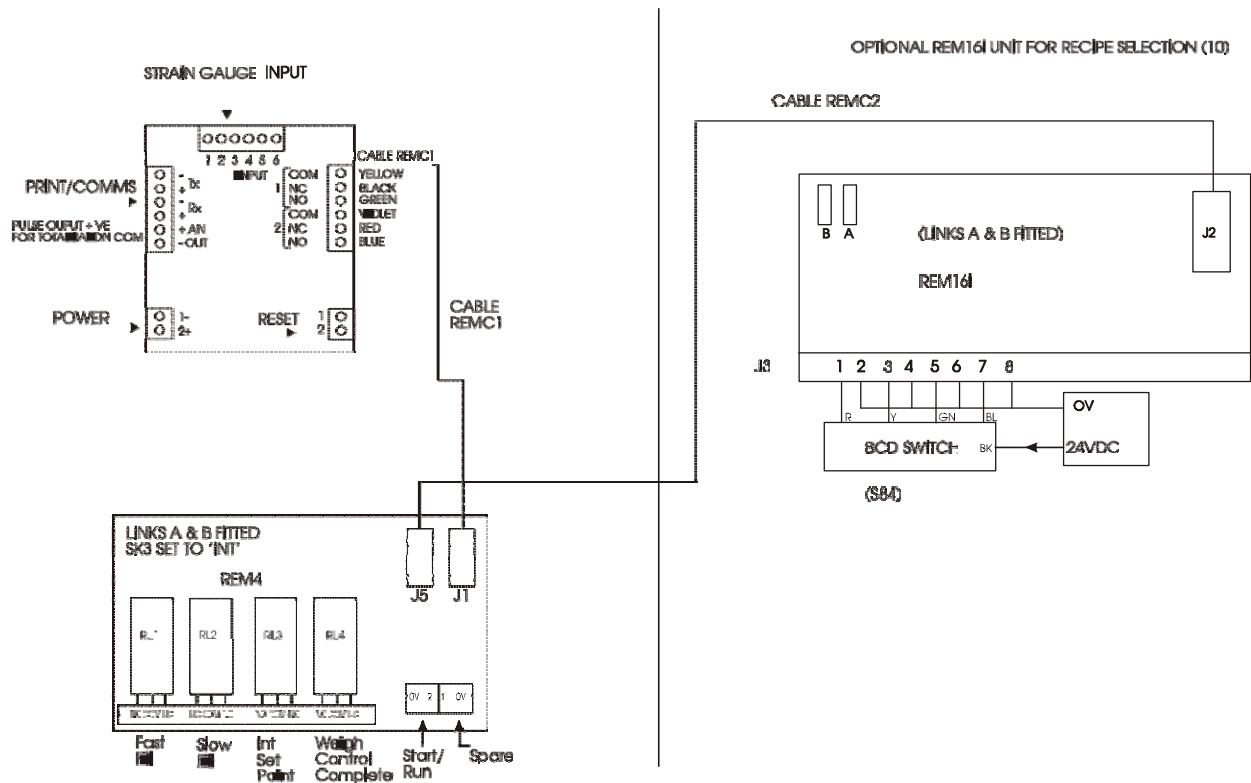 OPTIONAL REM16i UNIT FOR RECIPE SELECTION (10)
STRAIN GAUGE INPUT
CABLE REMC2
1 2 3 4 5 6
INPUT
CABLE REMC1
PRINT/COMMS
- Tx
+
- Rx
+
+ AN
- OUT
PULSE OUFUT + VE
COM
1 NC
NO
COM
2 NC
NO
YELLOW
BLACK
GREEN
VIOLET
RED
BLUE
POWER
1-
2+
RESET
1
2
CABLE
REMC1
B A
(LINKS A & B FITTED)
REM16i
J2
J3
1 2 3 4 5 6 7 8
R Y GN BL
OV
BCD SWITCH
BK
24VDC
(S84)
LINKS A & B FITTED
SK3 SET TO 'INT'
REM4
J5 J1
RL1 RL2 RL3 RL4
OV 2 1 OV
Fast
Slow
Int
Set
Point
Weigh
Control
Complete
Start/
Run
Spare